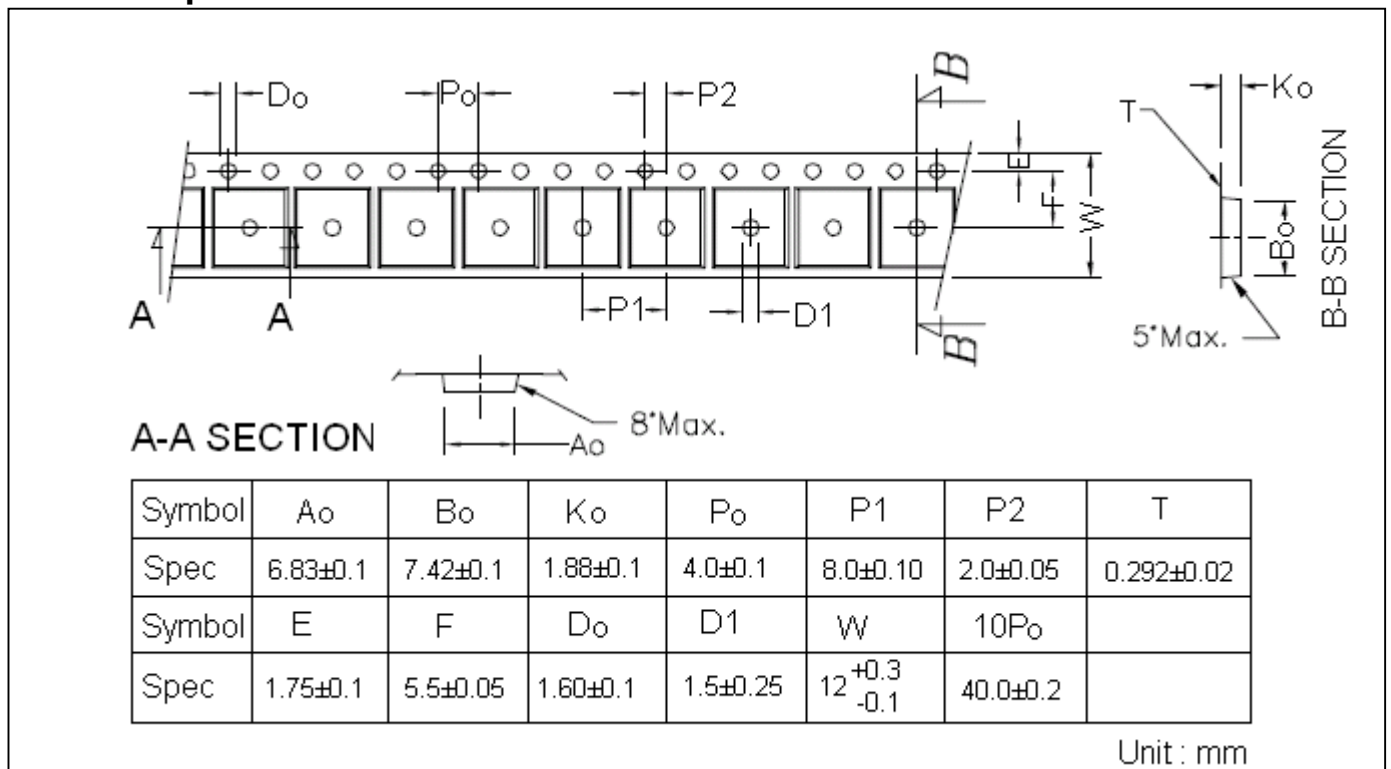 Do
Po
P2
B
Ko
T
E
F
W
Bo
B-B SECTION
A
A
P1
D1
B
5°Max.
8°Max.
A-A SECTION
Ao
Symbol Ao Bo Ko Po P1 P2 T
Spec 6.83±0.1 7.42±0.1 1.88±0.1 4.0±0.1 8.0±0.10 2.0±0.05 0.292±0.02
Symbol E F Do D1 W 10Po
Spec 1.75±0.1 5.5±0.05 1.60±0.1 1.5±0.25 12 +0.3 -0.1 40.0±0.2
Unit : mm